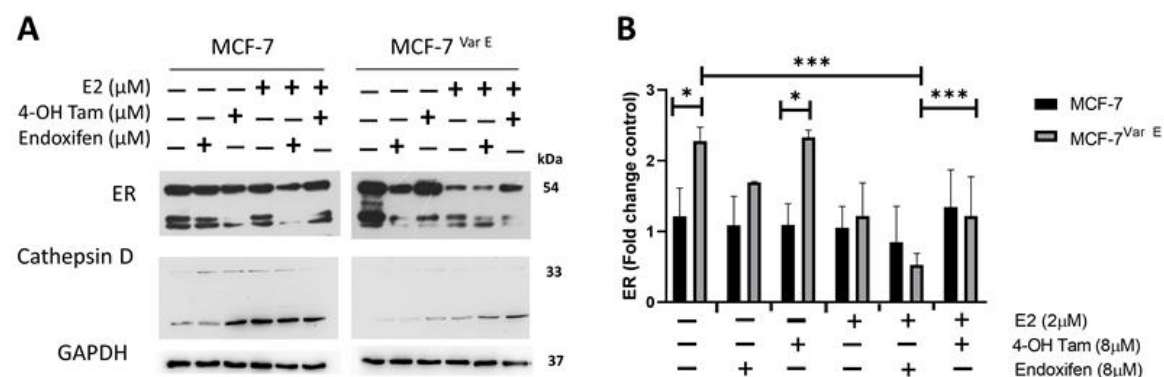 A
MCF-7
MCF-7 Var E
E2 (μM) – – – + + +   – – – + + +
4-OH Tam (μM) – – + – – +   – – + – – +
Endoxifen (μM) – + – – + –   – + – – + –
kDa
ER
54
Cathepsin D
33
GAPDH
37
B
***
* * ***
ER (Fold change control)
3
2
1
0
MCF-7
MCF-7Var E
– – – + + + E2 (2μM)
– – + – – + 4-OH Tam (8μM)
– + – – + – Endoxifen (8μM)